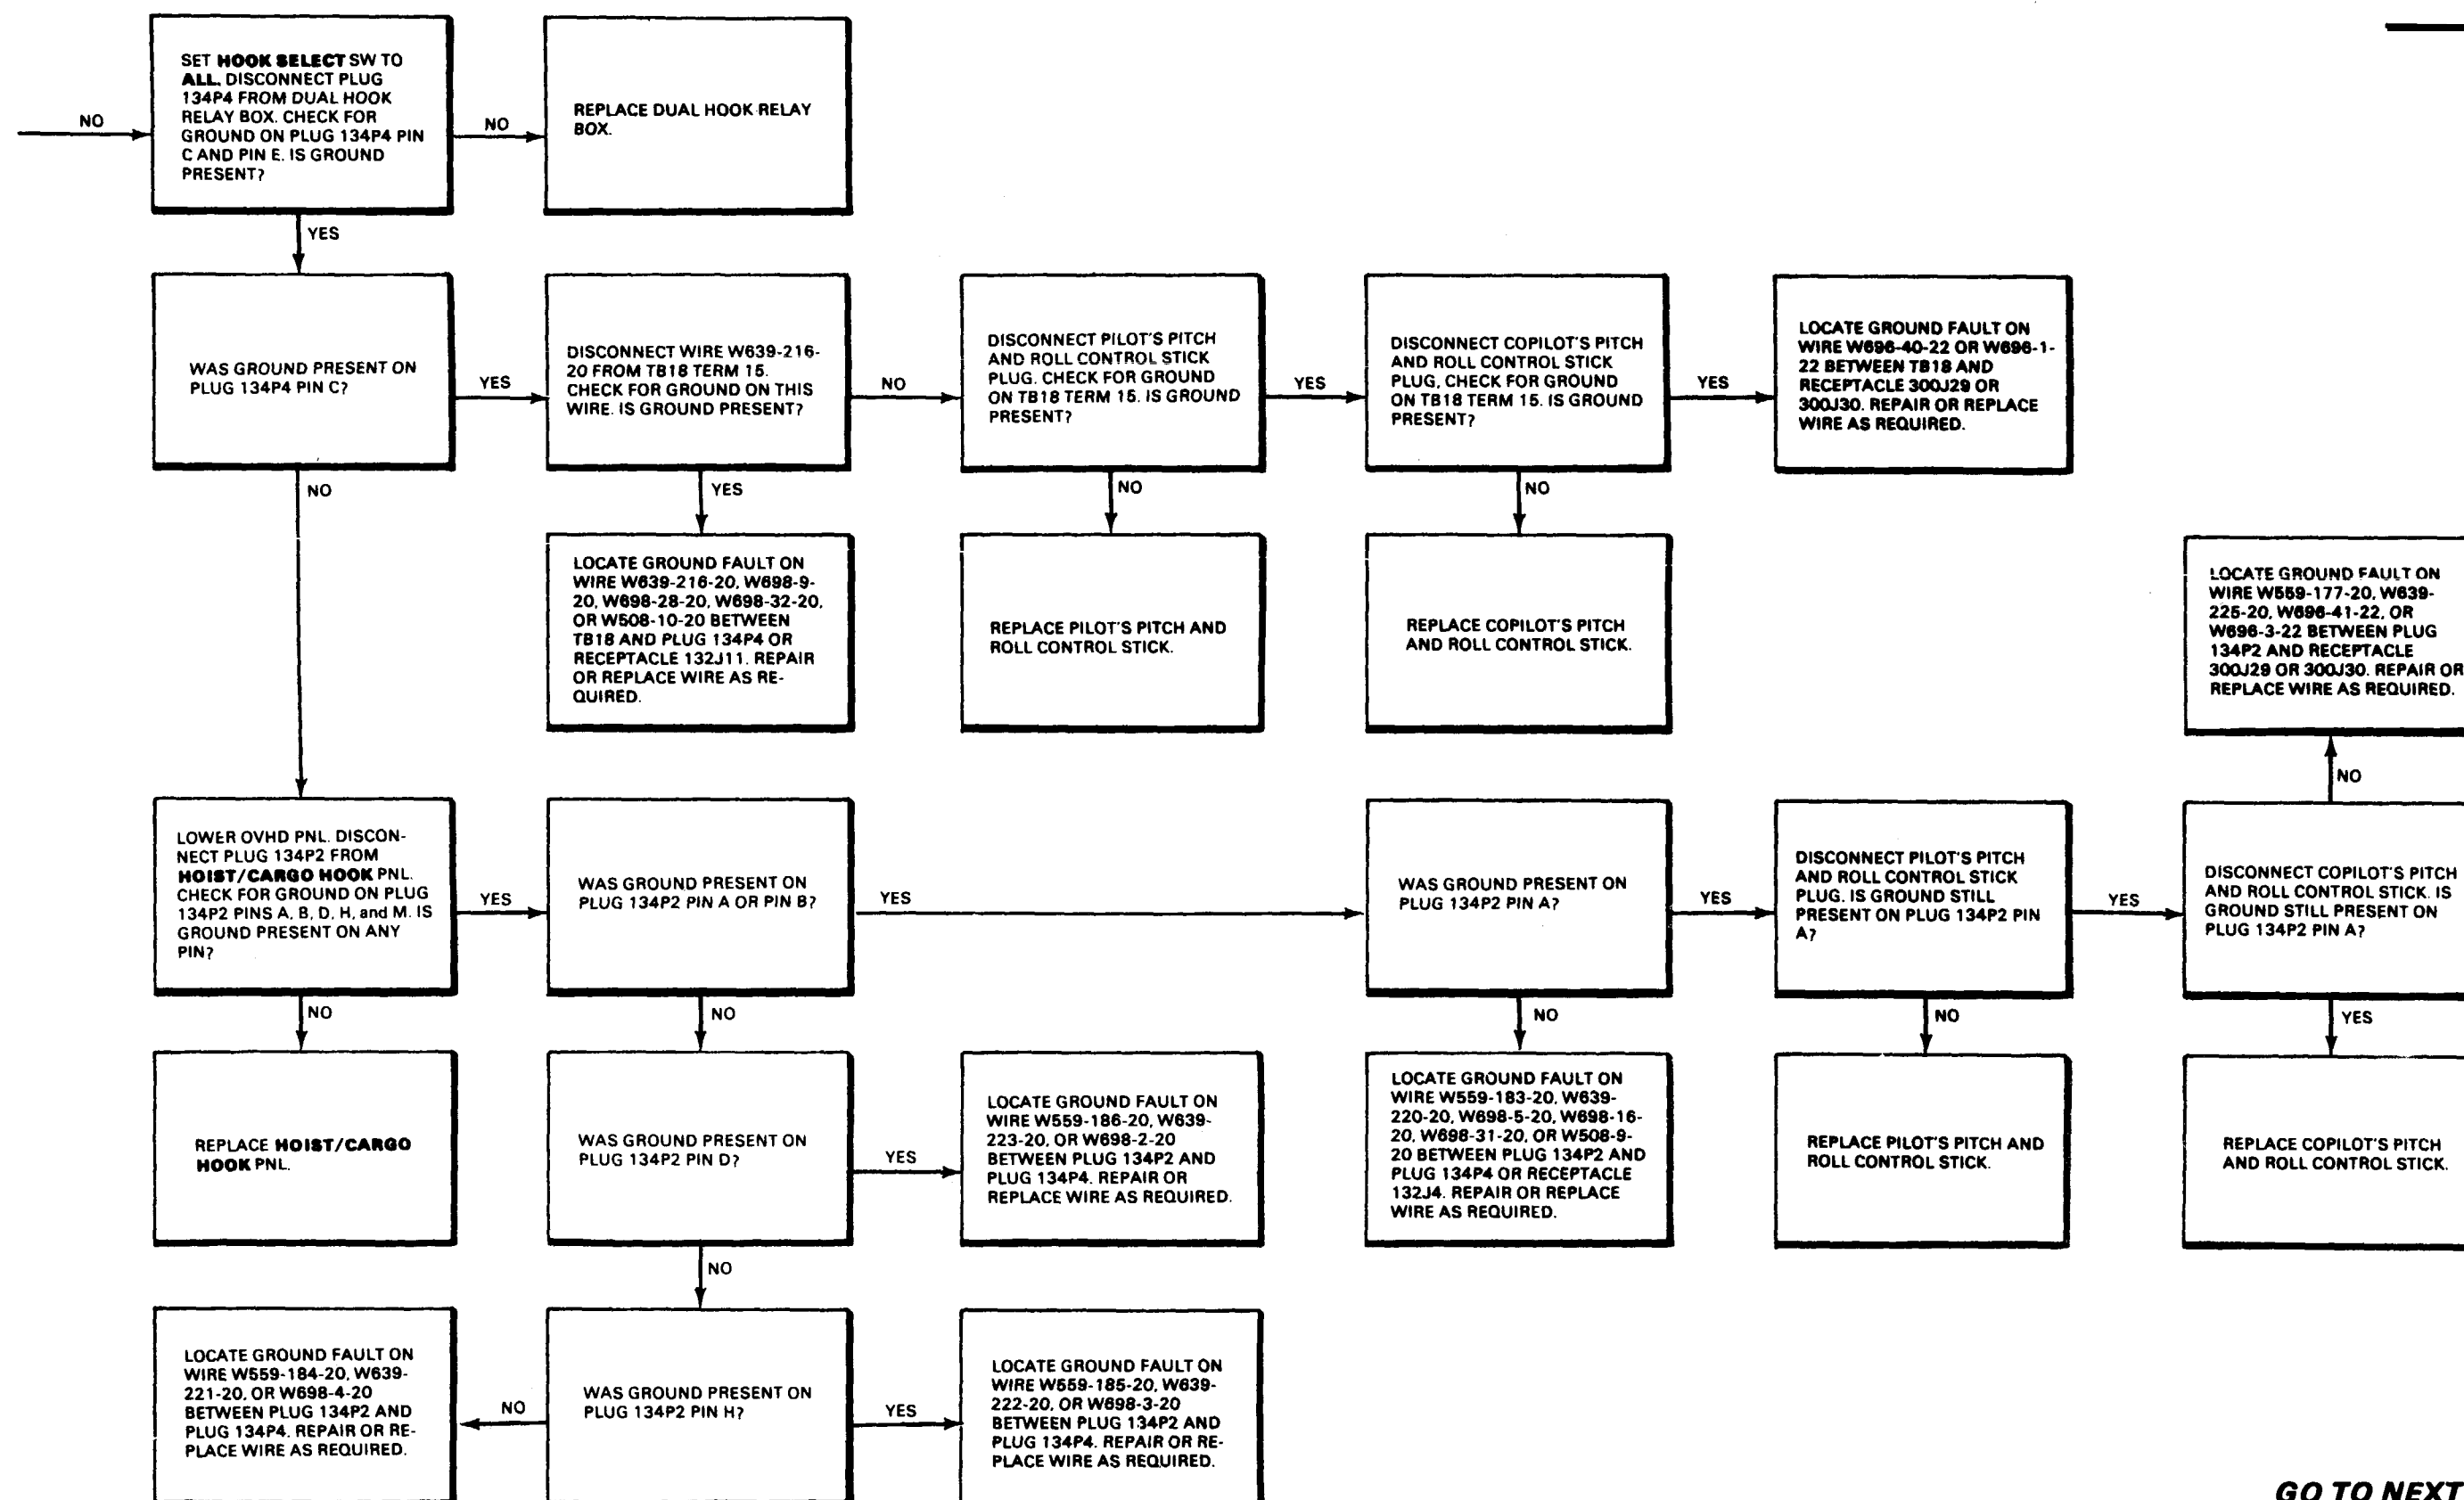 SET HOOK SELECT SW TO
ALL. DISCONNECT PLUG
134P4 FROM DUAL HOOK
RELAY BOX. CHECK FOR
GROUND ON PLUG 134P4 PIN
C AND PIN E. IS GROUND
PRESENT?
NO
NO
REPLACE DUAL HOOK RELAY
BOX.
YES
WAS GROUND PRESENT ON
PLUG 134P4 PIN C?
YES
DISCONNECT WIRE W639-216-
20 FROM TB18 TERM 15.
CHECK FOR GROUND ON THIS
WIRE. IS GROUND PRESENT?
NO
DISCONNECT PILOT'S PITCH
AND ROLL CONTROL STICK
PLUG. CHECK FOR GROUND
ON TB18 TERM 15. IS GROUND
PRESENT?
YES
DISCONNECT COPILOT'S PITCH
AND ROLL CONTROL STICK
PLUG, CHECK FOR GROUND
ON TB18 TERM 15. IS GROUND
PRESENT?
YES
LOCATE GROUND FAULT ON
WIRE W696-40-22 OR W696-1-
22 BETWEEN TB18 AND
RECEPTACLE 300J29 OR
300J30. REPAIR OR REPLACE
WIRE AS REQUIRED.
NO
YES
NO
NO
LOCATE GROUND FAULT ON
WIRE W639-216-20, W698-9-
20, W698-28-20, W698-32-20,
OR W508-10-20 BETWEEN
TB18 AND PLUG 134P4 OR
RECEPTACLE 132J11. REPAIR
OR REPLACE WIRE AS RE-
QUIRED.
REPLACE PILOT'S PITCH AND
ROLL CONTROL STICK.
REPLACE COPILOT'S PITCH
AND ROLL CONTROL STICK.
LOCATE GROUND FAULT ON
WIRE W559-177-20, W639-
225-20, W696-41-22, OR
W696-3-22 BETWEEN PLUG
134P2 AND RECEPTACLE
300J29 OR 300J30. REPAIR OR
REPLACE WIRE AS REQUIRED.
NO
LOWER OVHD PNL. DISCON-
NECT PLUG 134P2 FROM
HOIST/CARGO HOOK PNL.
CHECK FOR GROUND ON PLUG
134P2 PINS A, B, D, H, and M. IS
GROUND PRESENT ON ANY
PIN?
YES
WAS GROUND PRESENT ON
PLUG 134P2 PIN A OR PIN B?
YES
WAS GROUND PRESENT ON
PLUG 134P2 PIN A?
YES
DISCONNECT PILOT'S PITCH
AND ROLL CONTROL STICK
PLUG. IS GROUND STILL
PRESENT ON PLUG 134P2 PIN
A?
YES
DISCONNECT COPILOT'S PITCH
AND ROLL CONTROL STICK. IS
GROUND STILL PRESENT ON
PLUG 134P2 PIN A?
NO
NO
NO
NO
YES
REPLACE HOIST/CARGO
HOOK PNL.
WAS GROUND PRESENT ON
PLUG 134P2 PIN D?
YES
LOCATE GROUND FAULT ON
WIRE W559-186-20, W639-
223-20, OR W698-2-20
BETWEEN PLUG 134P2 AND
PLUG 134P4. REPAIR OR
REPLACE WIRE AS REQUIRED.
LOCATE GROUND FAULT ON
WIRE W559-183-20, W639-
220-20, W698-5-20, W698-16-
20, W698-31-20, OR W508-9-
20 BETWEEN PLUG 134P2 AND
PLUG 134P4 OR RECEPTACLE
132J4. REPAIR OR REPLACE
WIRE AS REQUIRED.
REPLACE PILOT'S PITCH AND
ROLL CONTROL STICK.
REPLACE COPILOT'S PITCH
AND ROLL CONTROL STICK.
NO
LOCATE GROUND FAULT ON
WIRE W559-184-20, W639-
221-20, OR W698-4-20
BETWEEN PLUG 134P2 AND
PLUG 134P4. REPAIR OR RE-
PLACE WIRE AS REQUIRED.
NO
WAS GROUND PRESENT ON
PLUG 134P2 PIN H?
YES
LOCATE GROUND FAULT ON
WIRE W559-185-20, W639-
222-20, OR W698-3-20
BETWEEN PLUG 134P2 AND
PLUG 134P4. REPAIR OR RE-
PLACE WIRE AS REQUIRED.
GO TO NEXT